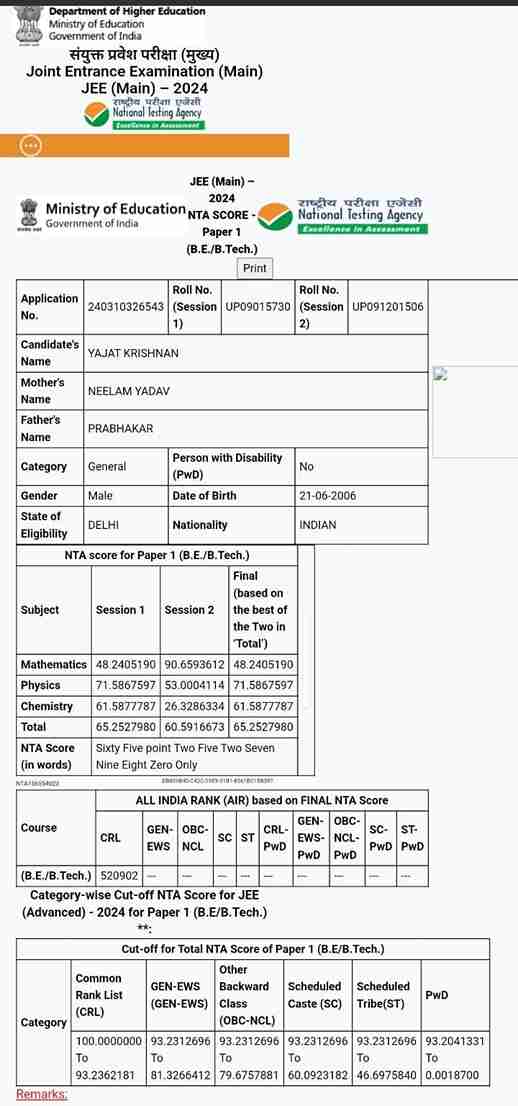 Department of Higher Education
Ministry of Education
Government of India
संयुक्त प्रवेश परीक्षा (मुख्य)
Joint Entrance Examination (Main)
JEE (Main) – 2024
राष्ट्रीय परीक्षा एजेंसी
National Testing Agency
Excellence in Assessment
JEE (Main) –
2024
Ministry of Education
Government of India
NTA SCORE -
Paper 1
(B.E./B.Tech.)
राष्ट्रीय परीक्षा एजेंसी
National Testing Agency
Excellence in Assessment
Print
Application No. 240310326543 Roll No. (Session 1) UP09015730 Roll No. (Session 2) UP091201506
Candidate's Name YAJAT KRISHNAN
Mother's Name NEELAM YADAV
Father's Name PRABHAKAR
Category General Person with Disability (PwD) No
Gender Male Date of Birth 21-06-2006
State of Eligibility DELHI Nationality INDIAN
NTA score for Paper 1 (B.E./B.Tech.)
Subject Session 1 Session 2 Final (based on the best of the Two in 'Total')
Mathematics 48.2405190 90.6593612 48.2405190
Physics 71.5867597 53.0004114 71.5867597
Chemistry 61.5877787 26.3286334 61.5877787
Total 65.2527980 60.5916673 65.2527980
NTA Score (in words) Sixty Five point Two Five Two Seven Nine Eight Zero Only
ALL INDIA RANK (AIR) based on FINAL NTA Score
Course CRL GEN-EWS OBC-NCL SC ST CRL-PwD GEN-EWS-PwD OBC-NCL-PwD SC-PwD ST-PwD
(B.E./B.Tech.) 520902 --- --- --- --- --- --- --- --- ---
Category-wise Cut-off NTA Score for JEE
(Advanced) - 2024 for Paper 1 (B.E/B.Tech.)
**:
Cut-off for Total NTA Score of Paper 1 (B.E/B.Tech.)
Category Common Rank List (CRL) GEN-EWS (GEN-EWS) Other Backward Class (OBC-NCL) Scheduled Caste (SC) Scheduled Tribe(ST) PwD
100.0000000 93.2312696 93.2312696 93.2312696 93.2312696 93.2041331
To To To To To To
93.2362181 81.3266412 79.6757881 60.0923182 46.6975840 0.0018700
Remarks: